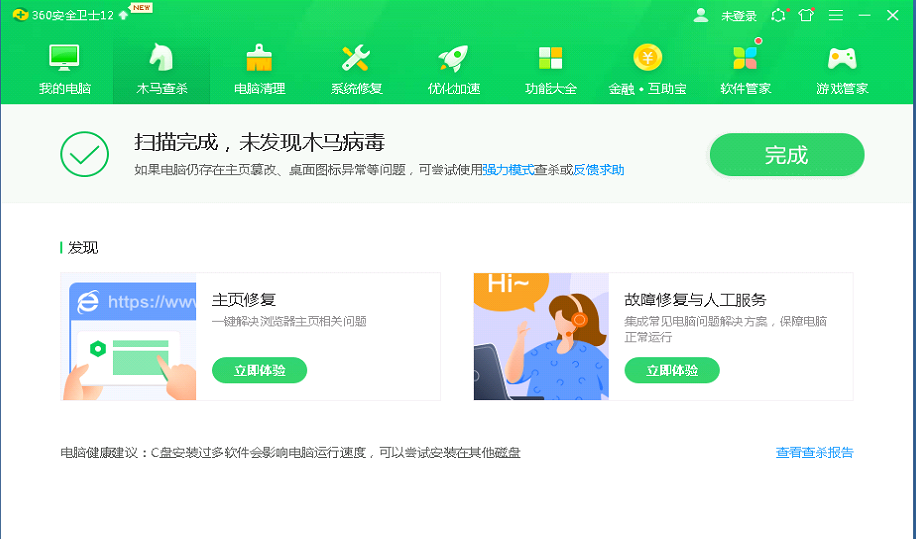 360安全卫士12
NEW
未登录
我的电脑
木马查杀
电脑清理
系统修复
优化加速
功能大全
金融•互助宝
软件管家
游戏管家
扫描完成，未发现木马病毒
如果电脑仍存在主页篡改、桌面图标异常等问题，可尝试使用强力模式查杀或反馈求助
完成
发现
https://www
主页修复
一键解决浏览器主页相关问题
立即体验
Hi~
故障修复与人工服务
集成常见电脑问题解决方案，保障电脑
正常运行
立即体验
电脑健康建议：C盘安装过多软件会影响电脑运行速度，可以尝试安装在其他磁盘
查看查杀报告